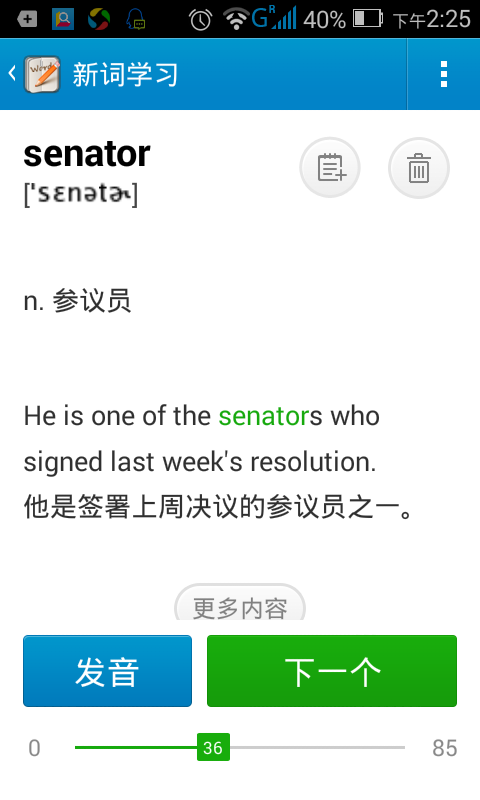 G R 40% 下午2:25
Words 新词学习
senator
['sɛnətɚ]
n. 参议员
He is one of the senators who
signed last week's resolution.
他是签署上周决议的参议员之一。
更多内容
发音 下一个
0 36 85